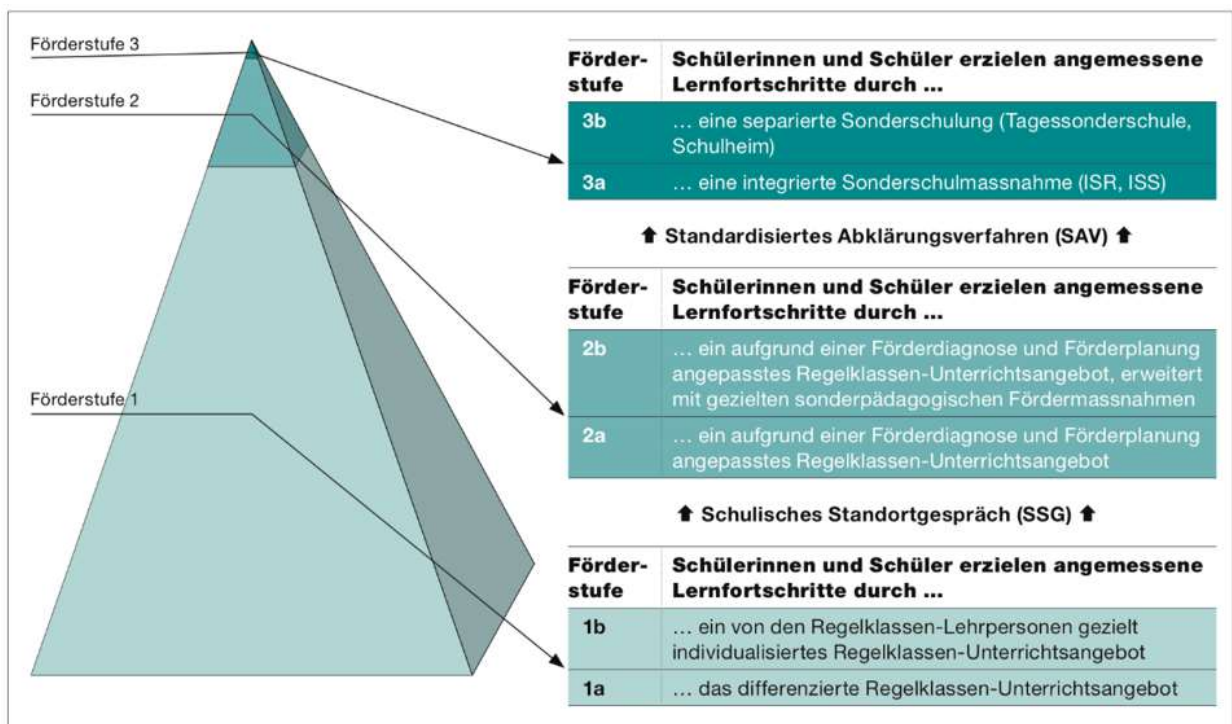 Förderstufe 3
Förderstufe 2
Förderstufe 1
Förder-
stufe
Schülerinnen und Schüler erzielen angemessene
Lernfortschritte durch ...
3b
... eine separierte Sonderschulung (Tagessonderschule,
Schulheim)
3a
... eine integrierte Sonderschulmassnahme (ISR, ISS)
⬆ Standardisiertes Abklärungsverfahren (SAV) ⬆
Förder-
stufe
Schülerinnen und Schüler erzielen angemessene
Lernfortschritte durch ...
2b
... ein aufgrund einer Förderdiagnose und Förderplanung
angepasstes Regelklassen-Unterrichtsangebot, erweitert
mit gezielten sonderpädagogischen Fördermassnahmen
2a
... ein aufgrund einer Förderdiagnose und Förderplanung
angepasstes Regelklassen-Unterrichtsangebot
⬆ Schulisches Standortgespräch (SSG) ⬆
Förder-
stufe
Schülerinnen und Schüler erzielen angemessene
Lernfortschritte durch ...
1b
... ein von den Regelklassen-Lehrpersonen gezielt
individualisiertes Regelklassen-Unterrichtsangebot
1a
... das differenzierte Regelklassen-Unterrichtsangebot